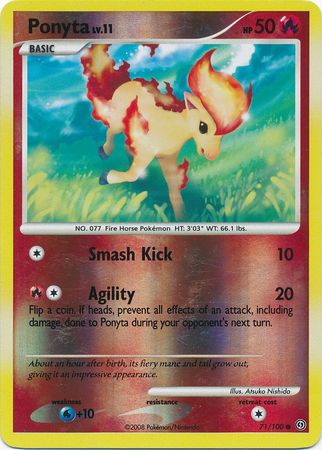 Ponyta LV.11 HP 50
BASIC
NO. 077 Fire Horse Pokémon HT: 3'03" WT: 66.1 lbs.
Smash Kick 10
Agility 20
Flip a coin. If heads, prevent all effects of an attack, including
damage, done to Ponyta during your opponent's next turn.
About an hour after birth, its fiery mane and tail grow out,
giving it an impressive appearance.
Illus. Atsuko Nishida
weakness resistance retreat cost
+10
©2008 Pokémon/Nintendo 71/100